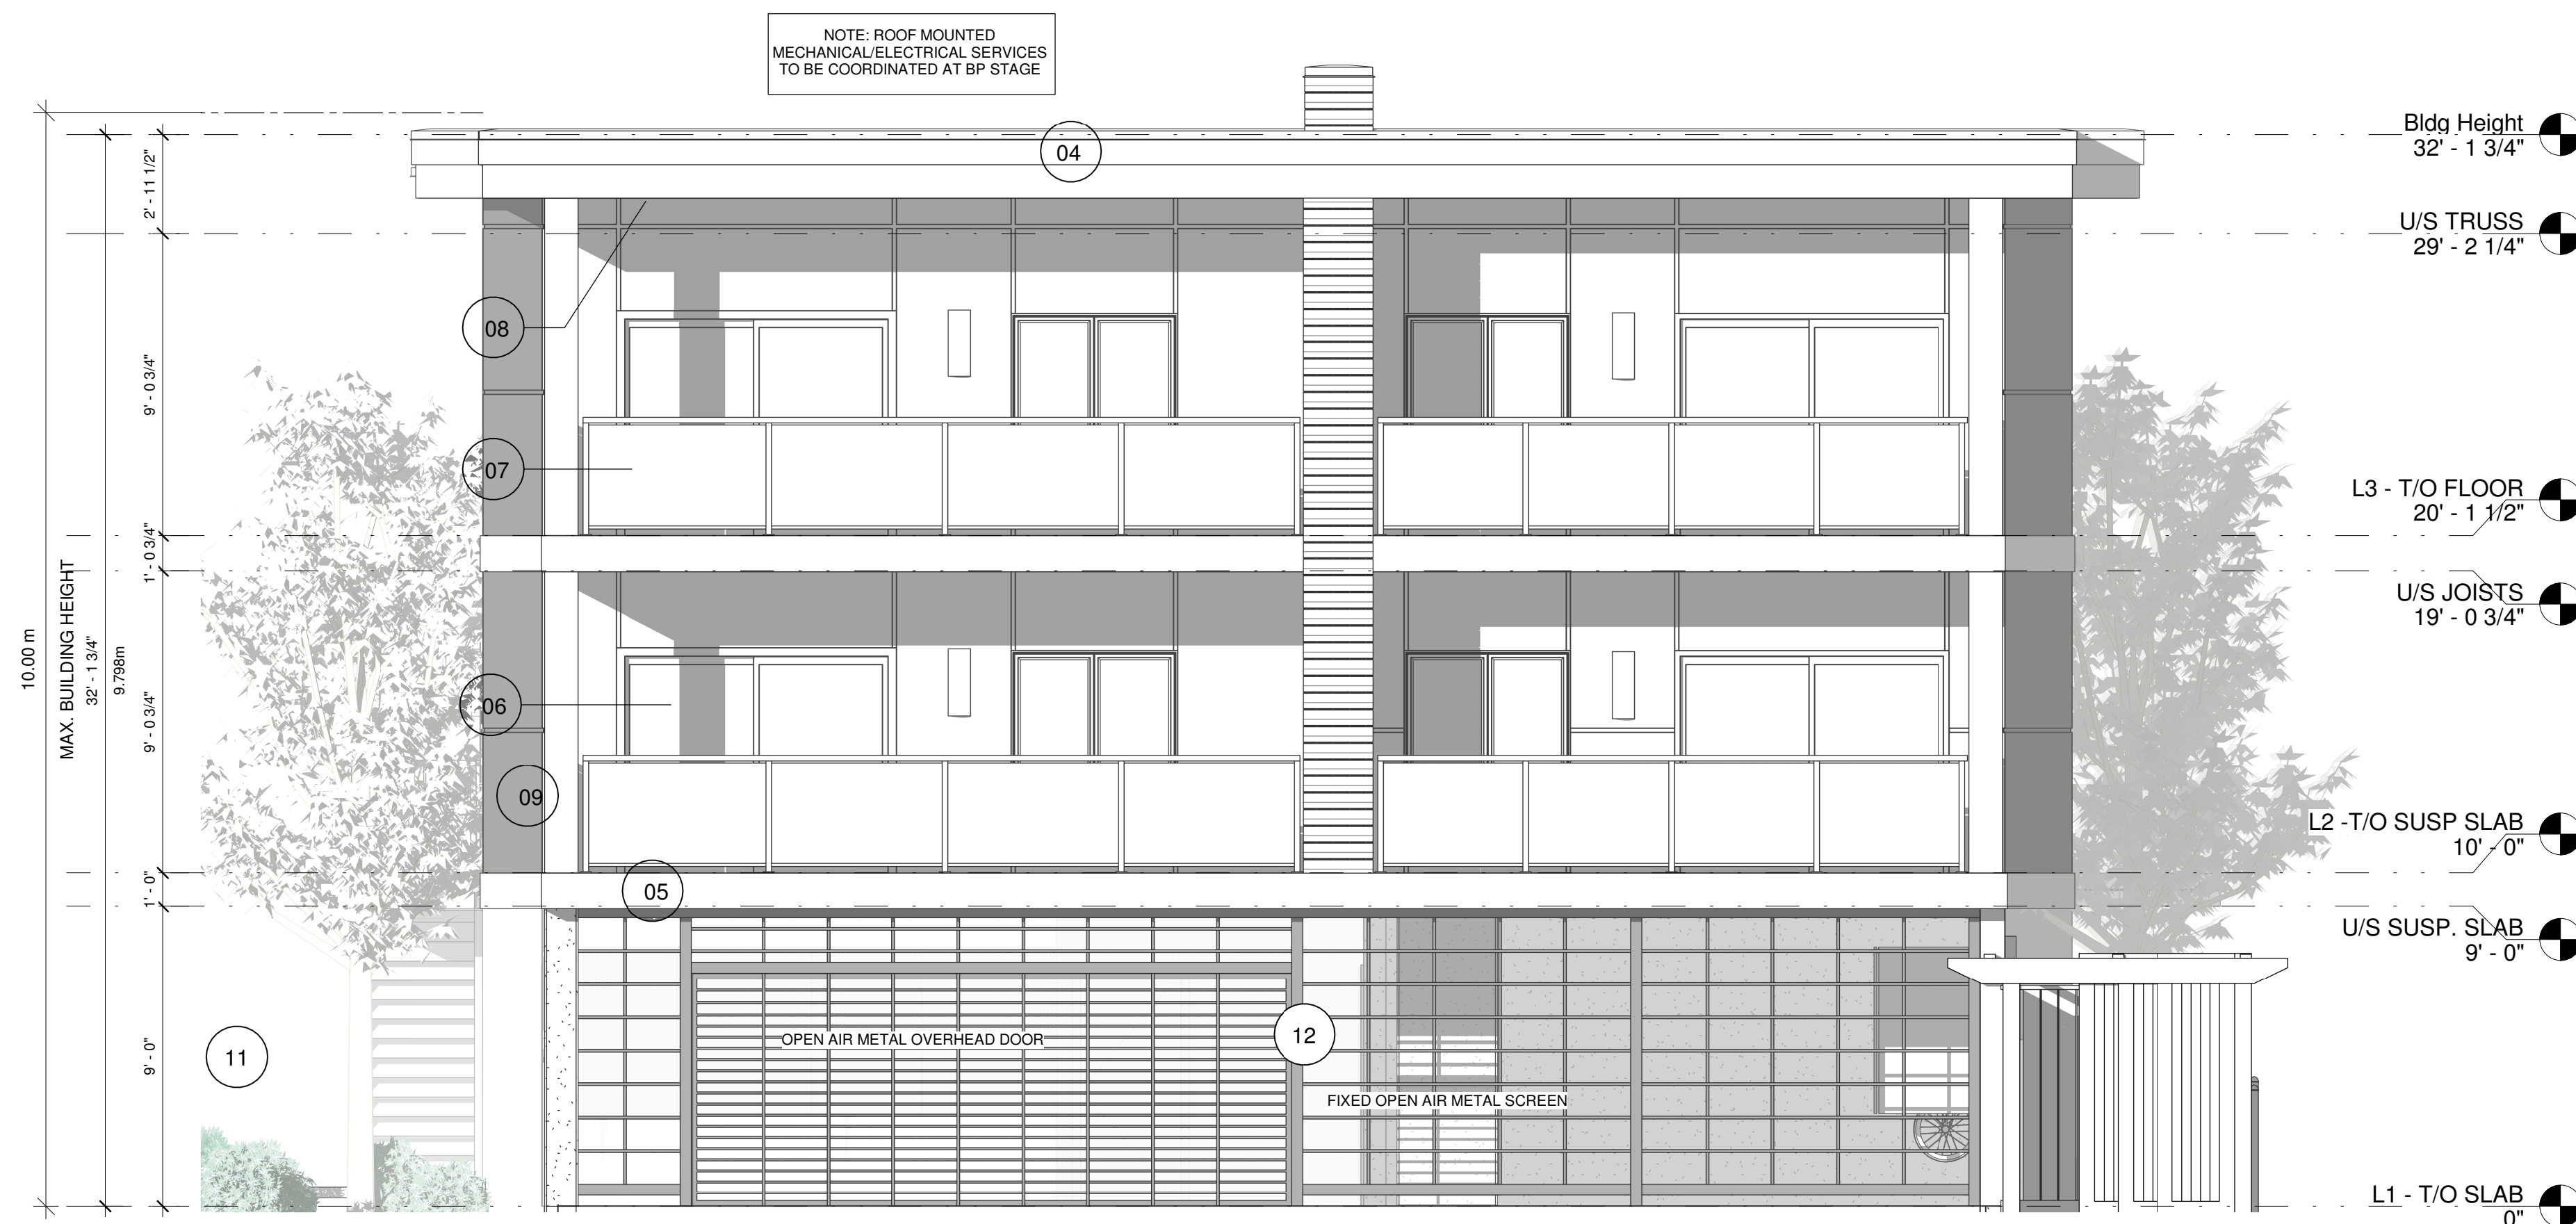 NOTE: ROOF MOUNTED
MECHANICAL/ELECTRICAL SERVICES
TO BE COORDINATED AT BP STAGE
04
08
07
06
09
05
11
12
OPEN AIR METAL OVERHEAD DOOR
FIXED OPEN AIR METAL SCREEN
10.00 m
MAX. BUILDING HEIGHT
32' - 1 3/4"
9.798m
2' - 11 1/2"
9' - 0 3/4"
1' - 0 3/4"
9' - 0 3/4"
1' - 0"
9' - 0"
Bldg Height
32' - 1 3/4"
U/S TRUSS
29' - 2 1/4"
L3 - T/O FLOOR
20' - 1 1/2"
U/S JOISTS
19' - 0 3/4"
L2 -T/O SUSP SLAB
10' - 0"
U/S SUSP. SLAB
9' - 0"
L1 - T/O SLAB
0"